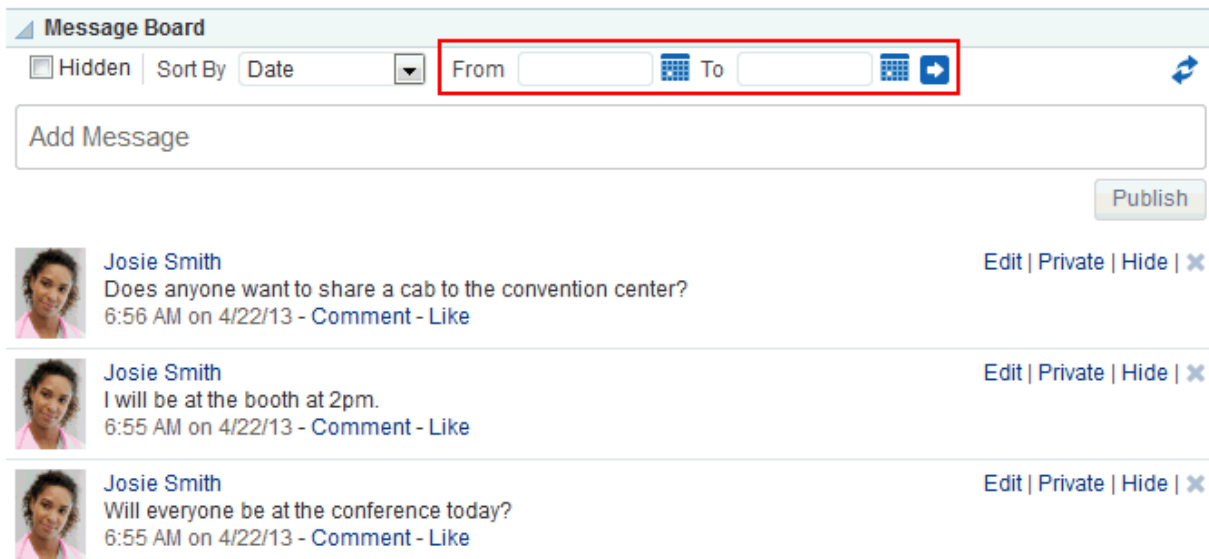 Message Board
Hidden Sort By Date From To
Add Message
Publish
Josie Smith Edit | Private | Hide |
Does anyone want to share a cab to the convention center?
6:56 AM on 4/22/13 - Comment - Like
Josie Smith Edit | Private | Hide |
I will be at the booth at 2pm.
6:55 AM on 4/22/13 - Comment - Like
Josie Smith Edit | Private | Hide |
Will everyone be at the conference today?
6:55 AM on 4/22/13 - Comment - Like